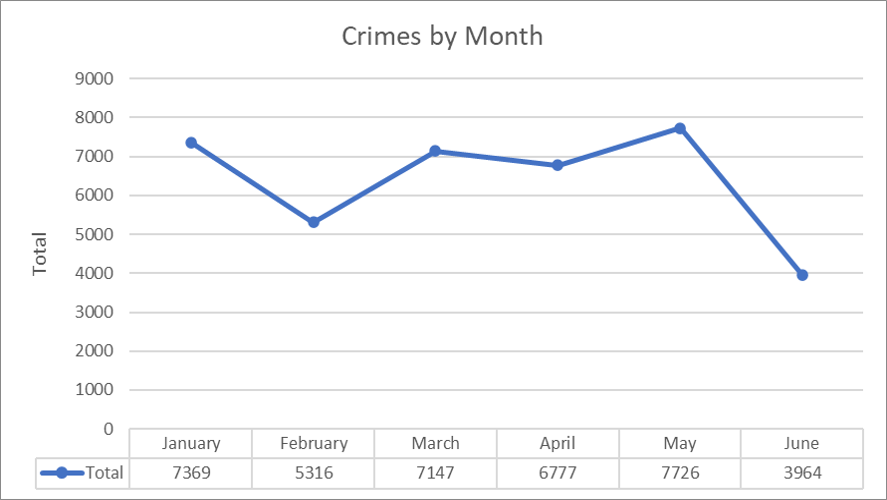 Crimes by Month
9000
8000
7000
6000
5000
4000
3000
2000
1000
0
Total
January February March April May June
Total 7369 5316 7147 6777 7726 3964